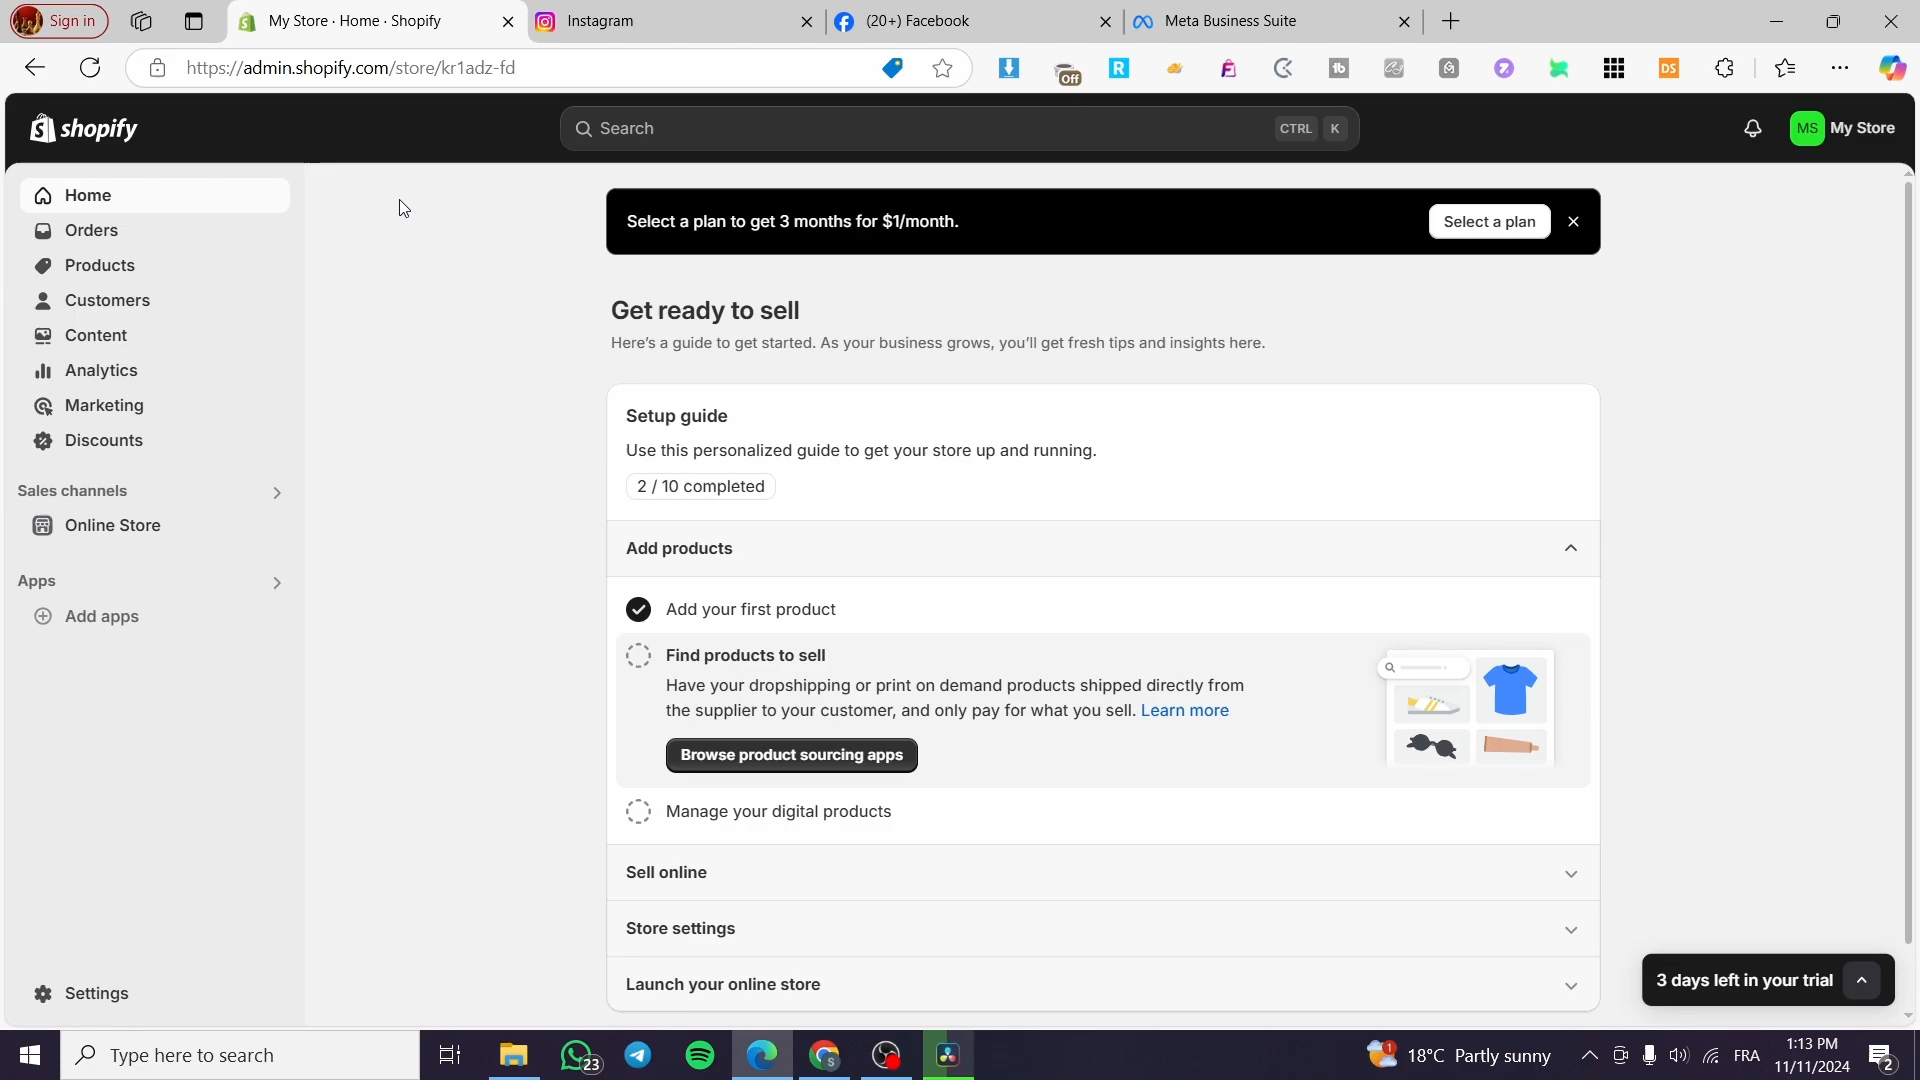 Sign in
My Store · Home · Shopify
Instagram
(20+) Facebook
Meta Business Suite
https://admin.shopify.com/store/kr1adz-fd
Off
R
tb
DS
shopify
Search
CTRL K
MS My Store
Home
Orders
Products
Customers
Content
Analytics
Marketing
Discounts
Sales channels
Online Store
Apps
Add apps
Settings
Select a plan to get 3 months for $1/month.
Select a plan
Get ready to sell
Here's a guide to get started. As your business grows, you'll get fresh tips and insights here.
Setup guide
Use this personalized guide to get your store up and running.
2 / 10 completed
Add products
Add your first product
Find products to sell
Have your dropshipping or print on demand products shipped directly from
the supplier to your customer, and only pay for what you sell. Learn more
Browse product sourcing apps
Manage your digital products
Sell online
Store settings
Launch your online store
3 days left in your trial
Type here to search
23
S
1
18°C Partly sunny
FRA
1:13 PM
11/11/2024
2